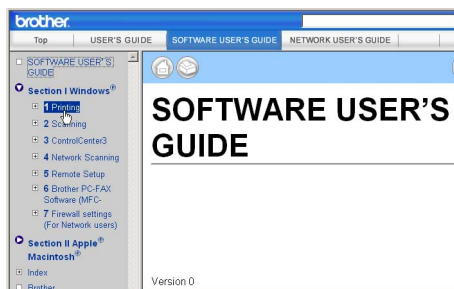 brother
Top USER'S GUIDE SOFTWARE USER'S GUIDE NETWORK USER'S GUIDE
SOFTWARE USER'S
GUIDE
Section I Windows®
1 Printing
2 Scanning
3 ControlCenter3
4 Network Scanning
5 Remote Setup
6 Brother PC-FAX
Software (MFC-
7 Firewall settings
(For Network users)
Section II Apple®
Macintosh®
Index
Brother
SOFTWARE USER'S
GUIDE
Version 0